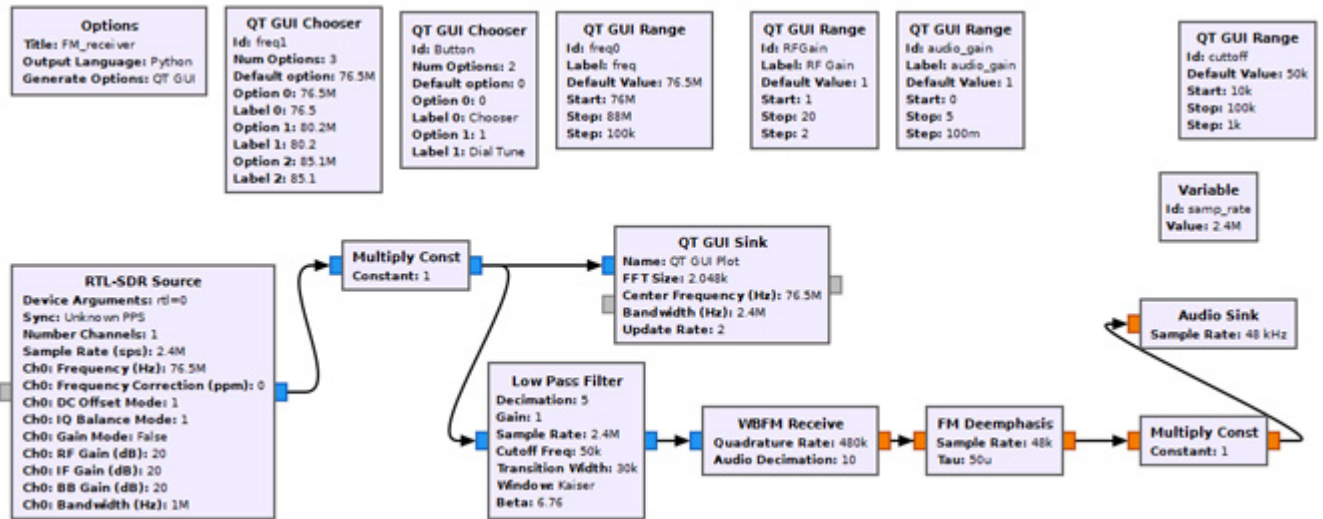 Options
Title: FM_receiver
Output Language: Python
Generate Options: QT GUI
QT GUI Chooser
Id: freq1
Num Options: 3
Default option: 76.5M
Option 0: 76.5M
Label 0: 76.5
Option 1: 80.2M
Label 1: 80.2
Option 2: 85.1M
Label 2: 85.1
QT GUI Chooser
Id: Button
Num Options: 2
Default option: 0
Option 0: 0
Label 0: Chooser
Option 1: 1
Label 1: Dial Tune
QT GUI Range
Id: freq0
Label: freq
Default Value: 76.5M
Start: 76M
Stop: 88M
Step: 100k
QT GUI Range
Id: RFGain
Label: RF Gain
Default Value: 1
Start: 1
Stop: 20
Step: 2
QT GUI Range
Id: audio_gain
Label: audio_gain
Default Value: 1
Start: 0
Stop: 5
Step: 100m
QT GUI Range
Id: cuttoff
Default Value: 50k
Start: 10k
Stop: 100k
Step: 1k
Variable
Id: samp_rate
Value: 2.4M
RTL-SDR Source
Device Arguments: rtl=0
Sync: Unknown PPS
Number Channels: 1
Sample Rate (sps): 2.4M
Ch0: Frequency (Hz): 76.5M
Ch0: Frequency Correction (ppm): 0
Ch0: DC Offset Mode: 1
Ch0: IQ Balance Mode: 1
Ch0: Gain Mode: False
Ch0: RF Gain (dB): 20
Ch0: IF Gain (dB): 20
Ch0: BB Gain (dB): 20
Ch0: Bandwidth (Hz): 1M
Multiply Const
Constant: 1
QT GUI Sink
Name: QT GUI Plot
FFT Size: 2.048k
Center Frequency (Hz): 76.5M
Bandwidth (Hz): 2.4M
Update Rate: 2
Low Pass Filter
Decimation: 5
Gain: 1
Sample Rate: 2.4M
Cutoff Freq: 50k
Transition Width: 30k
Window: Kaiser
Beta: 6.76
WBFM Receive
Quadrature Rate: 480k
Audio Decimation: 10
FM Deemphasis
Sample Rate: 48k
Tau: 50u
Multiply Const
Constant: 1
Audio Sink
Sample Rate: 48 kHz